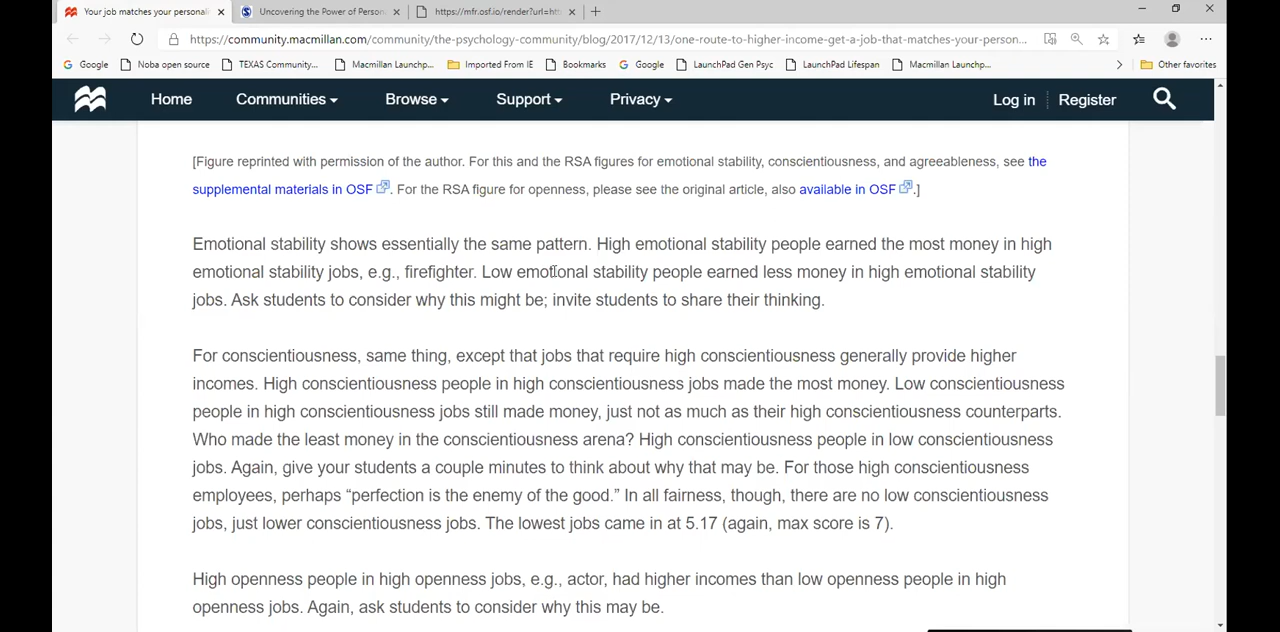 Your job matches your personali
Uncovering the Power of Person
https://mfr.osf.io/render?url=htt
https://community.macmillan.com/community/the-psychology-community/blog/2017/12/13/one-route-to-higher-income-get-a-job-that-matches-your-person...
Google
Noba open source
TEXAS Community...
Macmillan Launchp...
Imported From IE
Bookmarks
Google
LaunchPad Gen Psyc
LaunchPad Lifespan
Macmillan Launchp...
Other favorites
Home
Communities
Browse
Support
Privacy
Log in
Register
[Figure reprinted with permission of the author. For this and the RSA figures for emotional stability, conscientiousness, and agreeableness, see the
supplemental materials in OSF. For the RSA figure for openness, please see the original article, also available in OSF.]
Emotional stability shows essentially the same pattern. High emotional stability people earned the most money in high
emotional stability jobs, e.g., firefighter. Low emotional stability people earned less money in high emotional stability
jobs. Ask students to consider why this might be; invite students to share their thinking.
For conscientiousness, same thing, except that jobs that require high conscientiousness generally provide higher
incomes. High conscientiousness people in high conscientiousness jobs made the most money. Low conscientiousness
people in high conscientiousness jobs still made money, just not as much as their high conscientiousness counterparts.
Who made the least money in the conscientiousness arena? High conscientiousness people in low conscientiousness
jobs. Again, give your students a couple minutes to think about why that may be. For those high conscientiousness
employees, perhaps “perfection is the enemy of the good.” In all fairness, though, there are no low conscientiousness
jobs, just lower conscientiousness jobs. The lowest jobs came in at 5.17 (again, max score is 7).
High openness people in high openness jobs, e.g., actor, had higher incomes than low openness people in high
openness jobs. Again, ask students to consider why this may be.